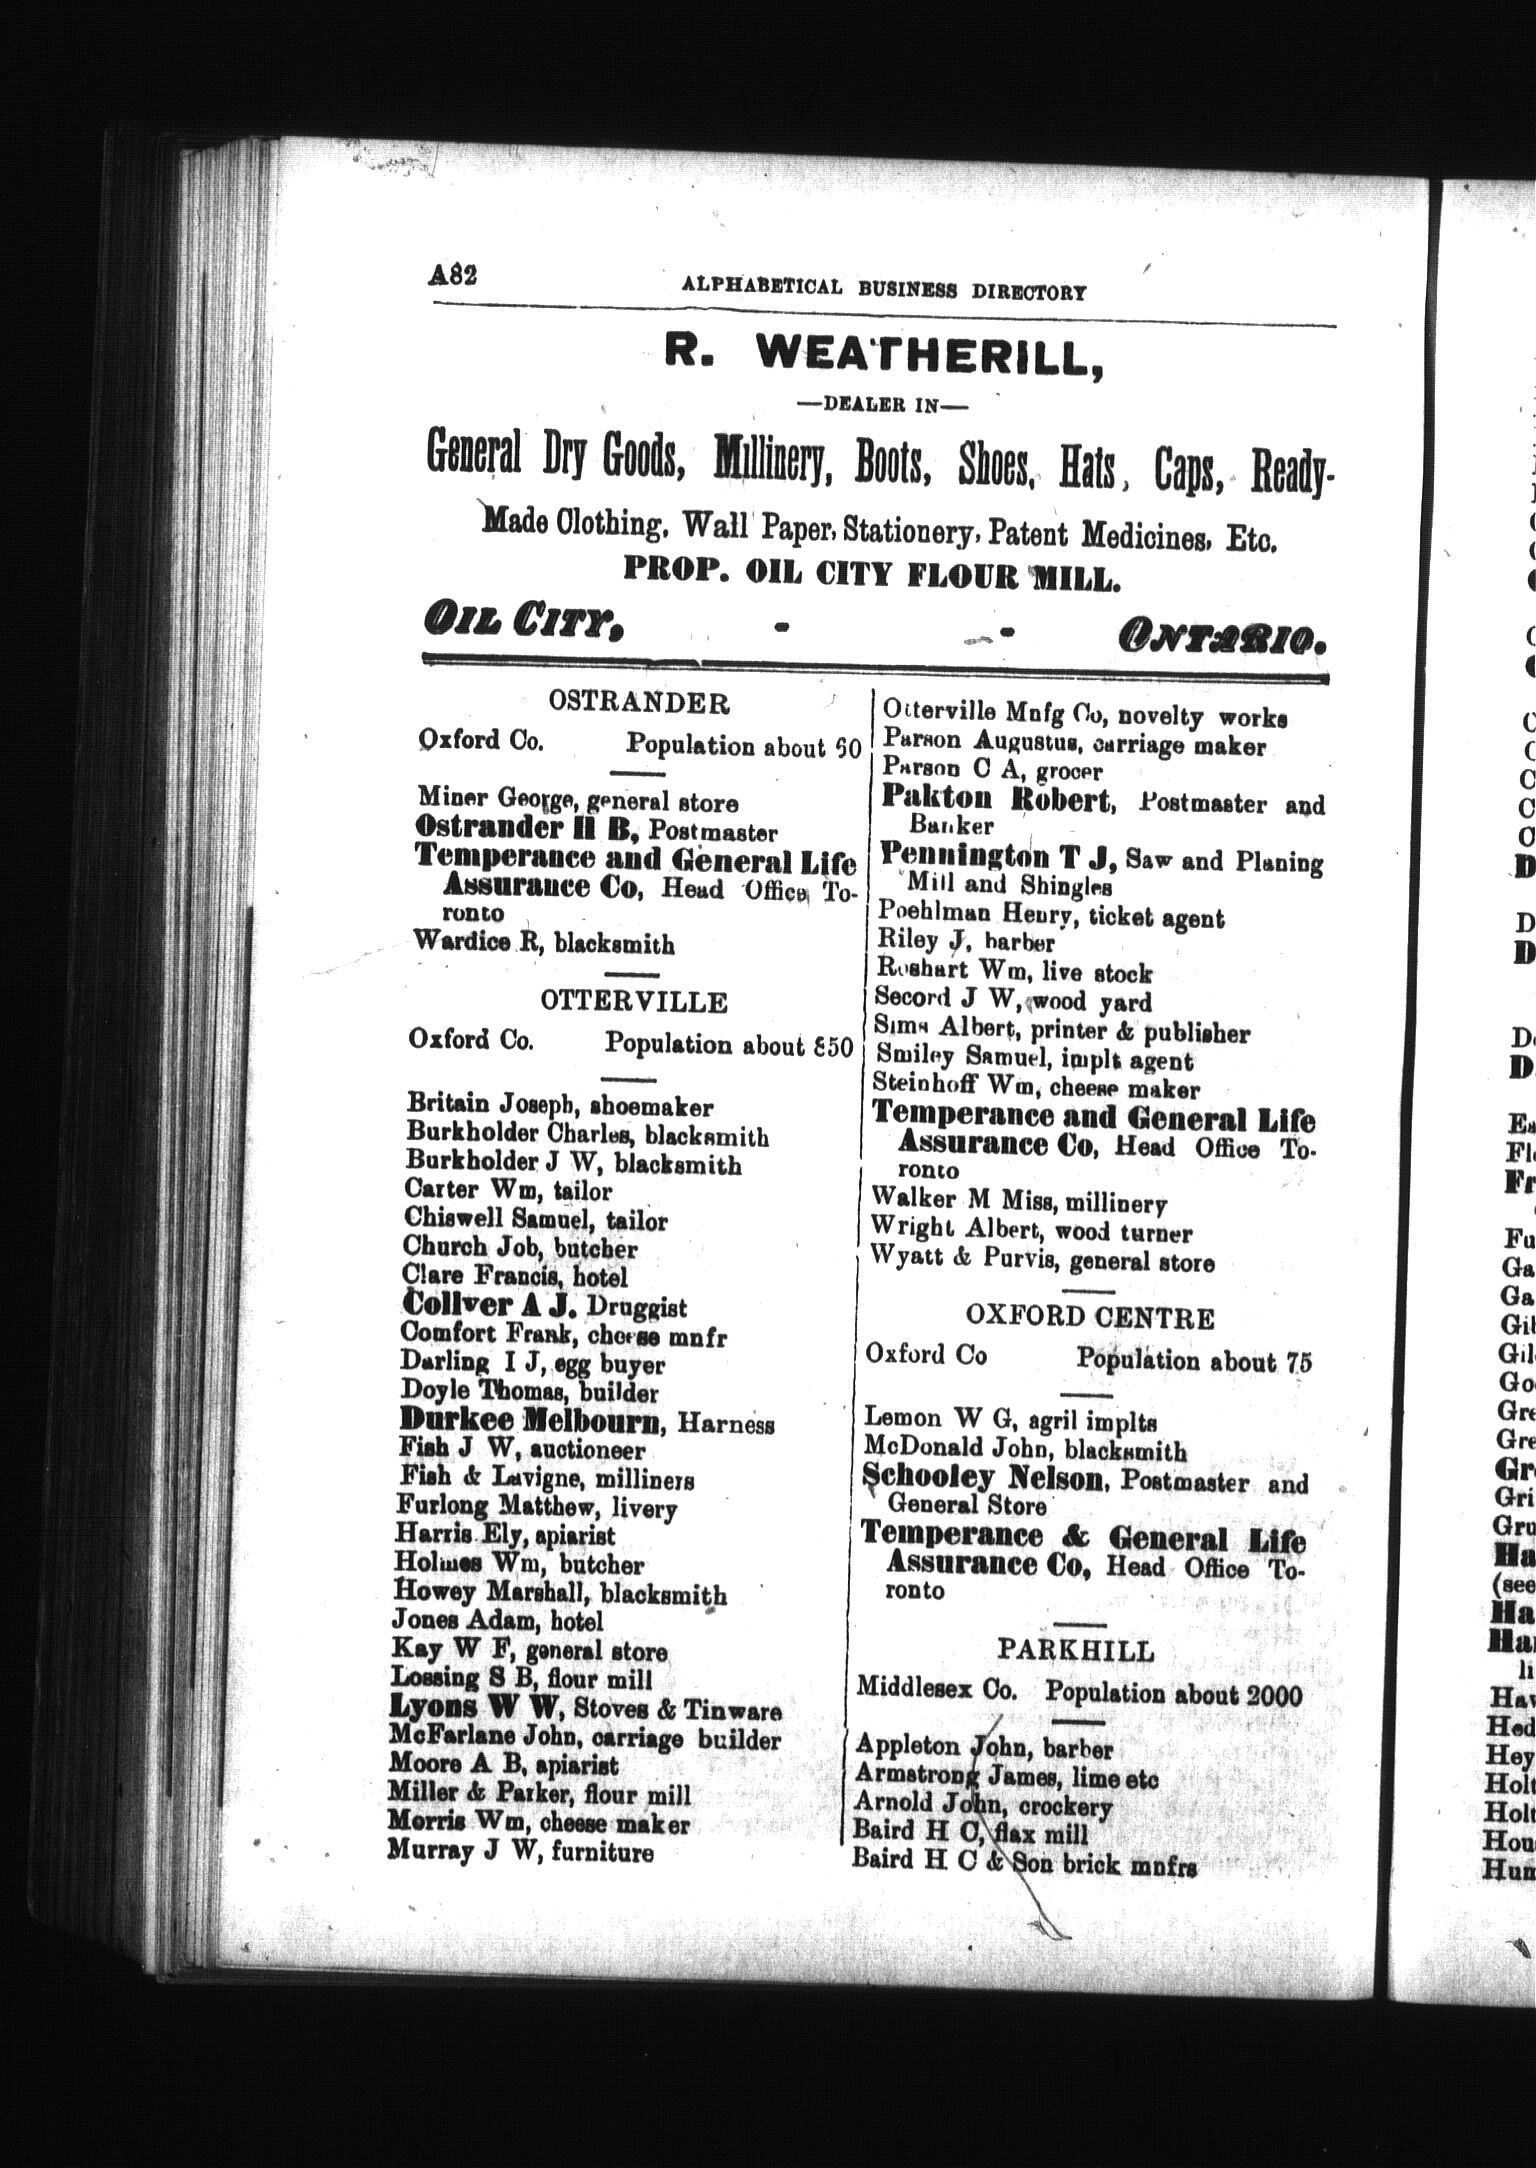 A82
ALPHABETICAL BUSINESS DIRECTORY
R. WEATHERILL,
—DEALER IN—
General Dry Goods, Millinery, Boots, Shoes, Hats, Caps, Ready-
Made Clothing, Wall Paper, Stationery, Patent Medicines, Etc.
PROP. OIL CITY FLOUR MILL.
OIL CITY, - - ONTARIO.
OSTRANDER
Oxford Co. Population about 60
Miner George, general store
Ostrander H B, Postmaster
Temperance and General Life
Assurance Co, Head Office, To-
ronto
Wardice R, blacksmith
OTTERVILLE
Oxford Co. Population about 850
Britain Joseph, shoemaker
Burkholder Charles, blacksmith
Burkholder J W, blacksmith
Carter Wm, tailor
Chiswell Samuel, tailor
Church Job, butcher
Clare Francis, hotel
Collver A J. Druggist
Comfort Frank, cheese mnfr
Darling I J, egg buyer
Doyle Thomas, builder
Durkee Melbourn, Harness
Fish J W, auctioneer
Fish & Lavigne, milliners
Furlong Matthew, livery
Harris Ely, apiarist
Holmes Wm, butcher
Howey Marshall, blacksmith
Jones Adam, hotel
Kay W F, general store
Lossing S B, flour mill
Lyons W W, Stoves & Tinware
McFarlane John, carriage builder
Moore A B, apiarist
Miller & Parker, flour mill
Morris Wm, cheese maker
Murray J W, furniture
Otterville Mnfg Co, novelty works
Parson Augustus, carriage maker
Parson C A, grocer
Pakton Robert, Postmaster and
Banker
Pennington T J, Saw and Planing
Mill and Shingles
Poehlman Henry, ticket agent
Riley J, barber
Roshart Wm, live stock
Secord J W, wood yard
Sims Albert, printer & publisher
Smiley Samuel, implt agent
Steinhoff Wm, cheese maker
Temperance and General Life
Assurance Co, Head Office To-
ronto
Walker M Miss, millinery
Wright Albert, wood turner
Wyatt & Purvis, general store
OXFORD CENTRE
Oxford Co Population about 75
Lemon W G, agril implts
McDonald John, blacksmith
Schooley Nelson, Postmaster and
General Store
Temperance & General Life
Assurance Co, Head Office To-
ronto
PARKHILL
Middlesex Co. Population about 2000
Appleton John, barber
Armstrong James, lime etc
Arnold John, crockery
Baird H C, flax mill
Baird H C & Son brick mnfrs